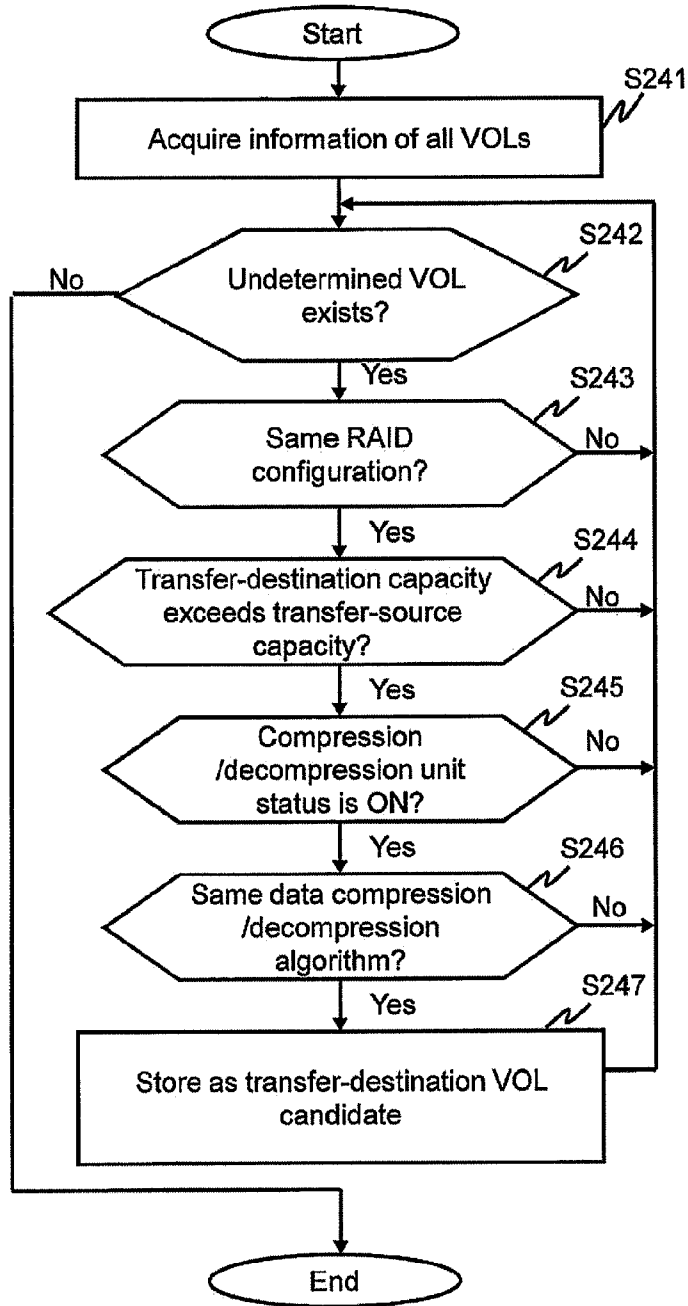 Start
S241
Acquire information of all VOLs
S242
No
Undetermined VOL
exists?
Yes
S243
Same RAID
configuration?
No
Yes
S244
Transfer-destination capacity
exceeds transfer-source
capacity?
No
Yes
S245
Compression
/decompression unit
status is ON?
No
Yes
S246
Same data compression
/decompression
algorithm?
No
Yes
S247
Store as transfer-destination VOL
candidate
End